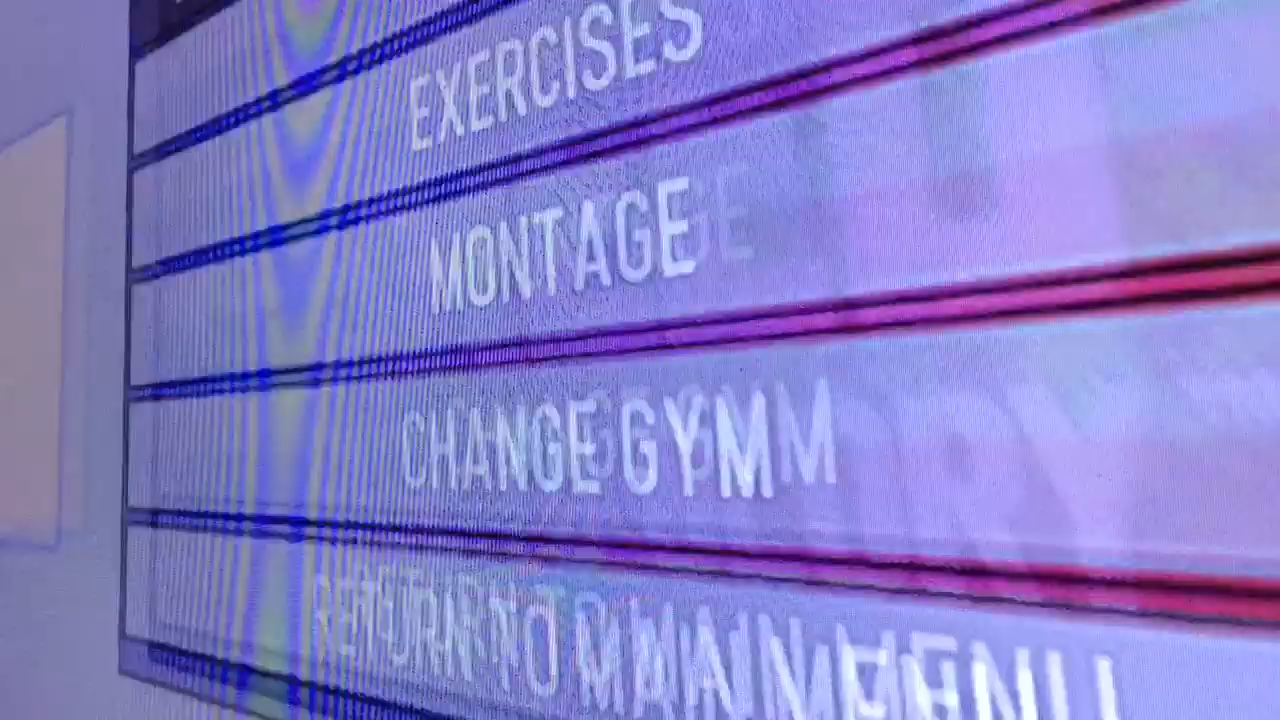 EXERCISES
MONTAGE
CHANGE GYM
RETURN TO MAIN MENU